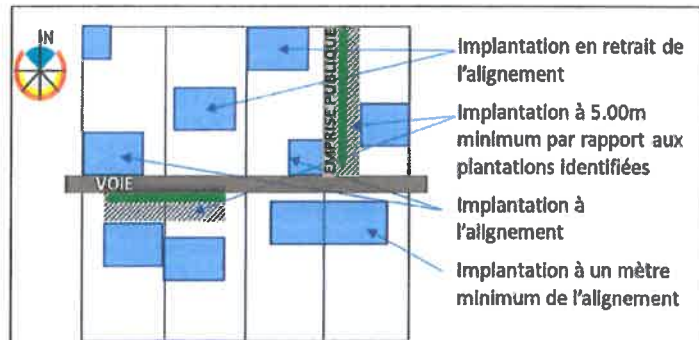 IN
EMPRISE PUBLIQUE
VOIE
Implantation en retrait de
l'alignement
Implantation à 5.00m
minimum par rapport aux
plantations identifiées
Implantation à
l'alignement
Implantation à un mètre
minimum de l'alignement